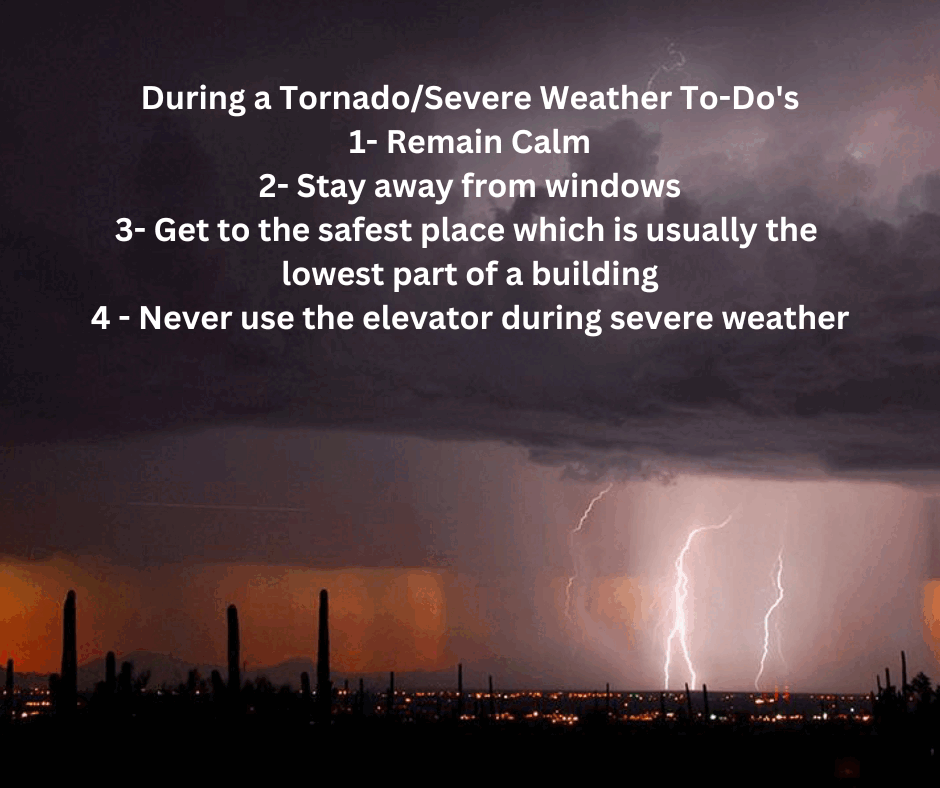 During a Tornado/Severe Weather To-Do's
1- Remain Calm
2- Stay away from windows
3- Get to the safest place which is usually the
lowest part of a building
4 - Never use the elevator during severe weather